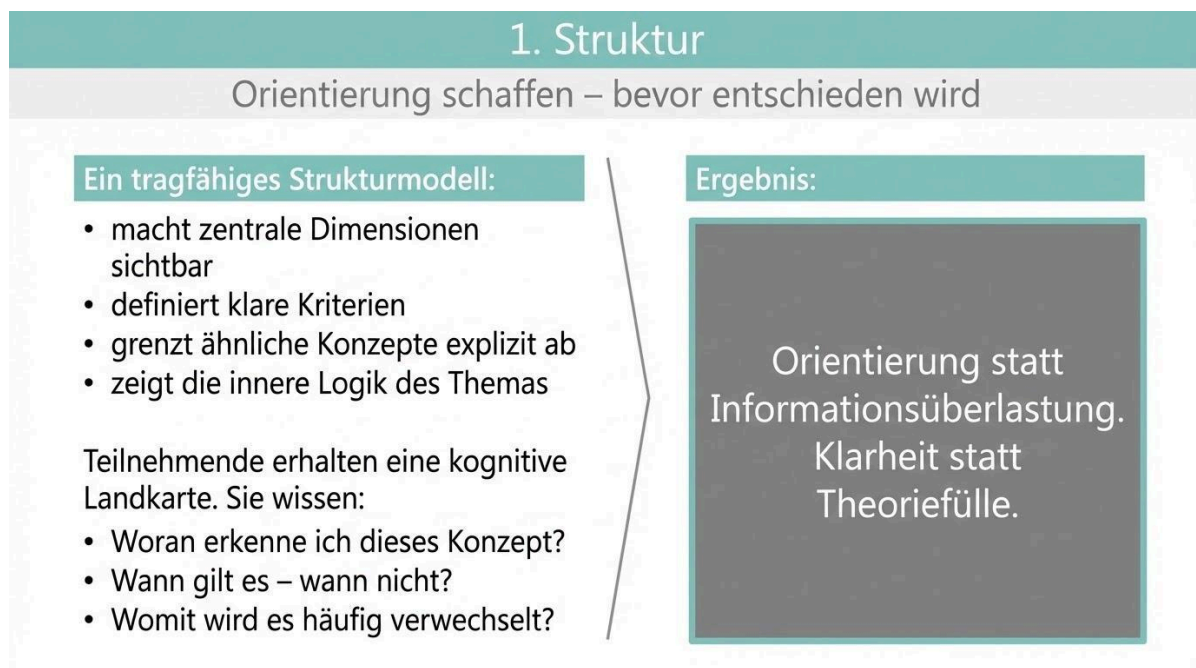 1. Struktur
Orientierung schaffen – bevor entschieden wird
Ein tragfähiges Strukturmodell:
• macht zentrale Dimensionen
sichtbar
• definiert klare Kriterien
• grenzt ähnliche Konzepte explizit ab
• zeigt die innere Logik des Themas
Teilnehmende erhalten eine kognitive
Landkarte. Sie wissen:
• Woran erkenne ich dieses Konzept?
• Wann gilt es – wann nicht?
• Womit wird es häufig verwechselt?
Ergebnis:
Orientierung statt
Informationsüberlastung.
Klarheit statt
Theoriefülle.